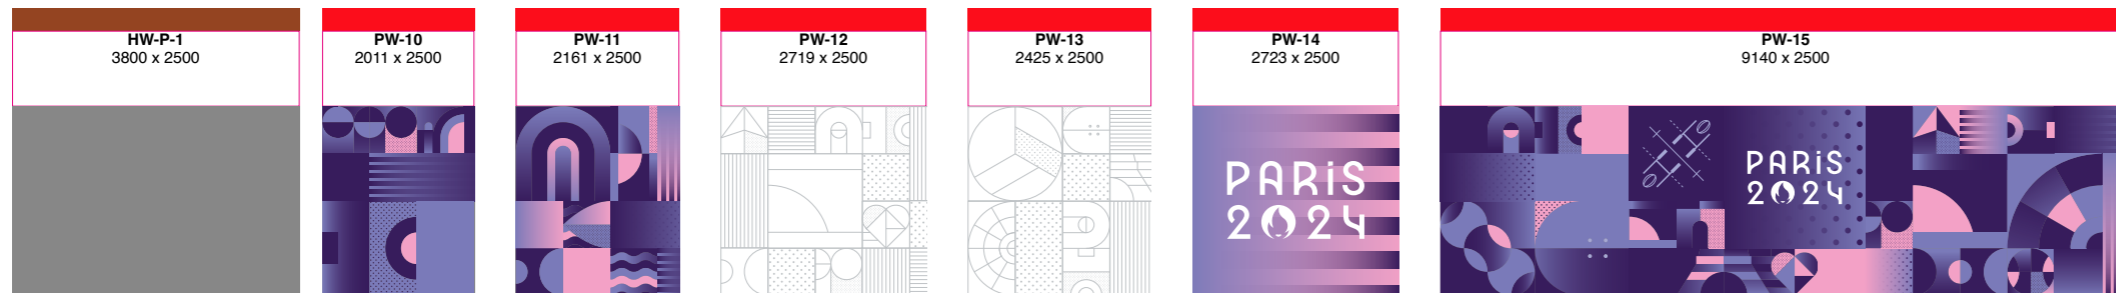 HW-P-1
3800 x 2500
PW-10
2011 x 2500
PW-11
2161 x 2500
PW-12
2719 x 2500
PW-13
2425 x 2500
PW-14
2723 x 2500
PARiS
2024
PW-15
9140 x 2500
PARiS
2024